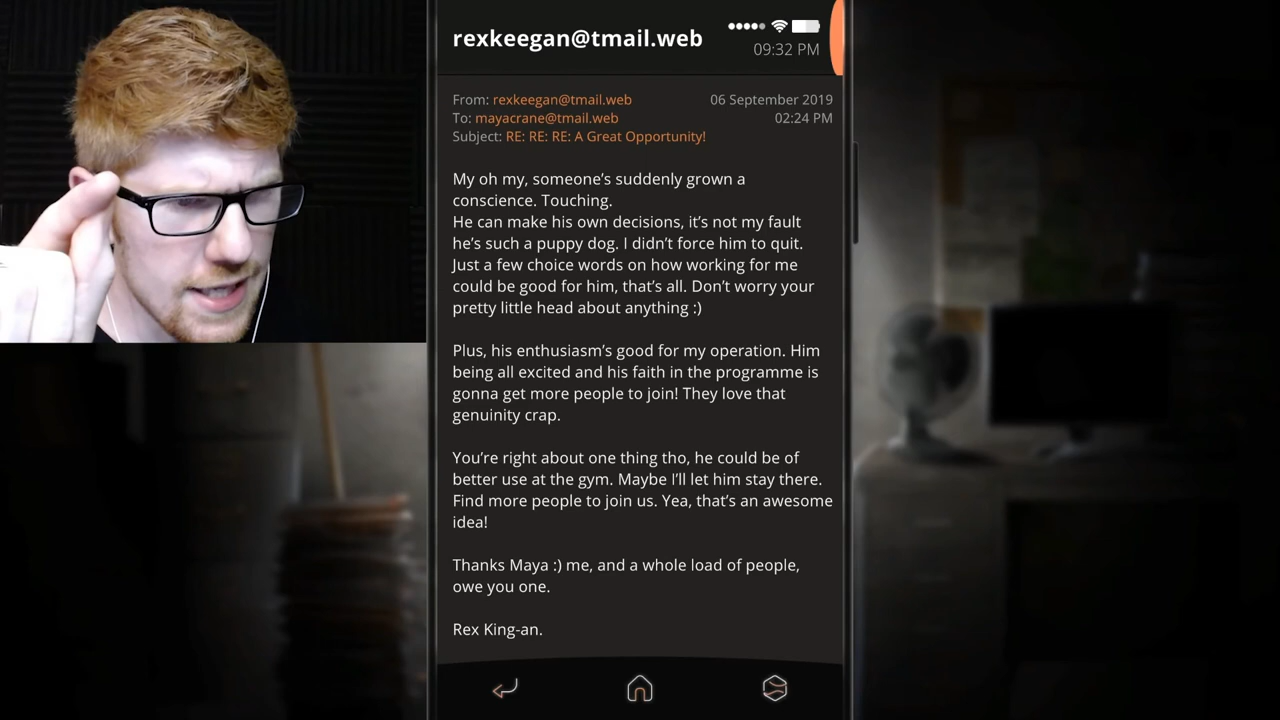 rexkeegan@tmail.web
09:32 PM
From: rexkeegan@tmail.web 06 September 2019
To: mayacrane@tmail.web 02:24 PM
Subject: RE: RE: RE: A Great Opportunity!
My oh my, someone's suddenly grown a
conscience. Touching.
He can make his own decisions, it's not my fault
he's such a puppy dog. I didn't force him to quit.
Just a few choice words on how working for me
could be good for him, that's all. Don't worry your
pretty little head about anything :)
Plus, his enthusiasm's good for my operation. Him
being all excited and his faith in the programme is
gonna get more people to join! They love that
genuinity crap.
You're right about one thing tho, he could be of
better use at the gym. Maybe I'll let him stay there.
Find more people to join us. Yea, that's an awesome
idea!
Thanks Maya :) me, and a whole load of people,
owe you one.
Rex King-an.